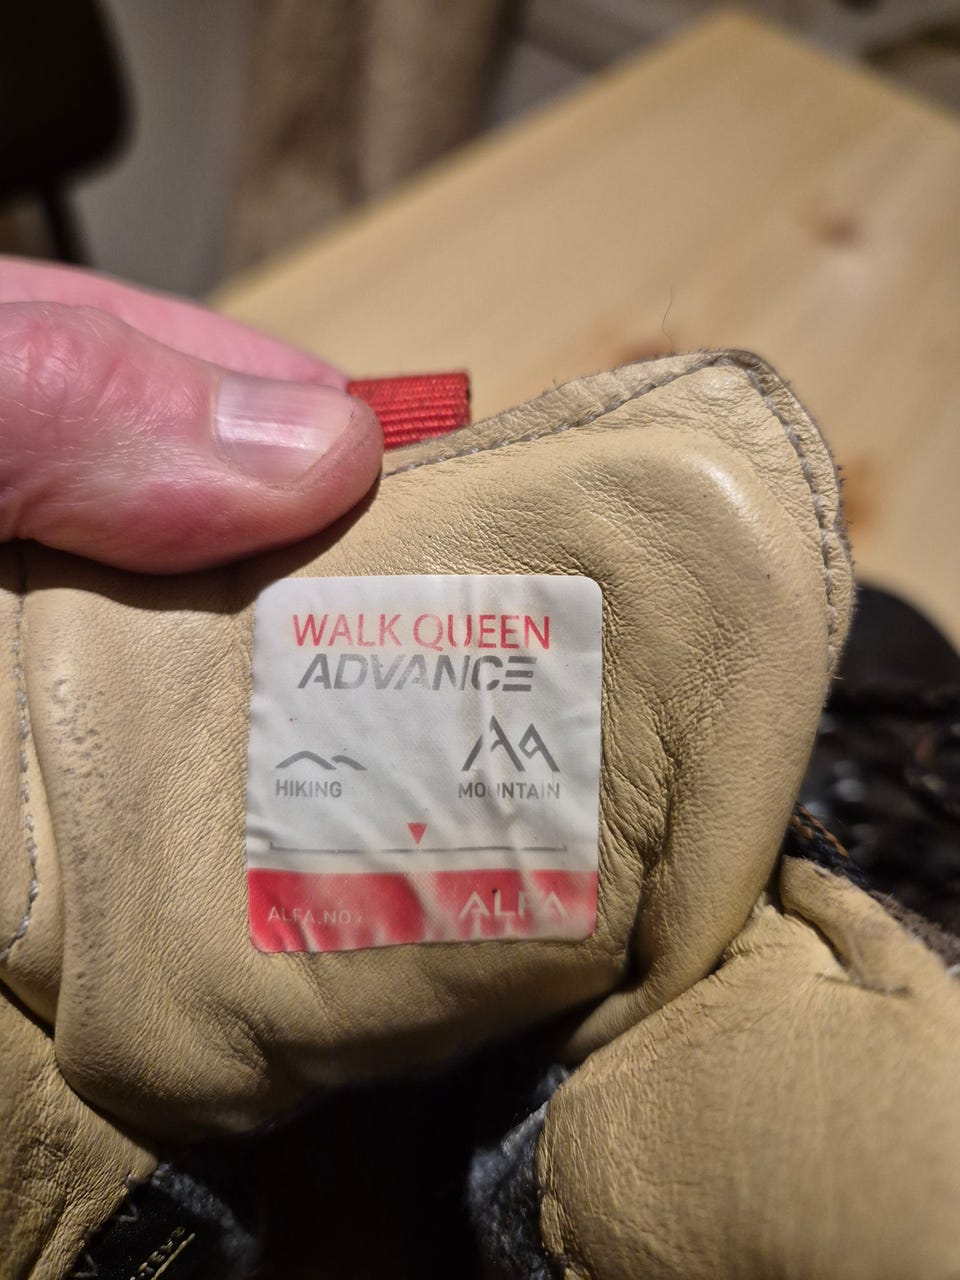 WALK QUEEN
ADVANCE
HIKING
MOUNTAIN
ALFA.NO
ALFA